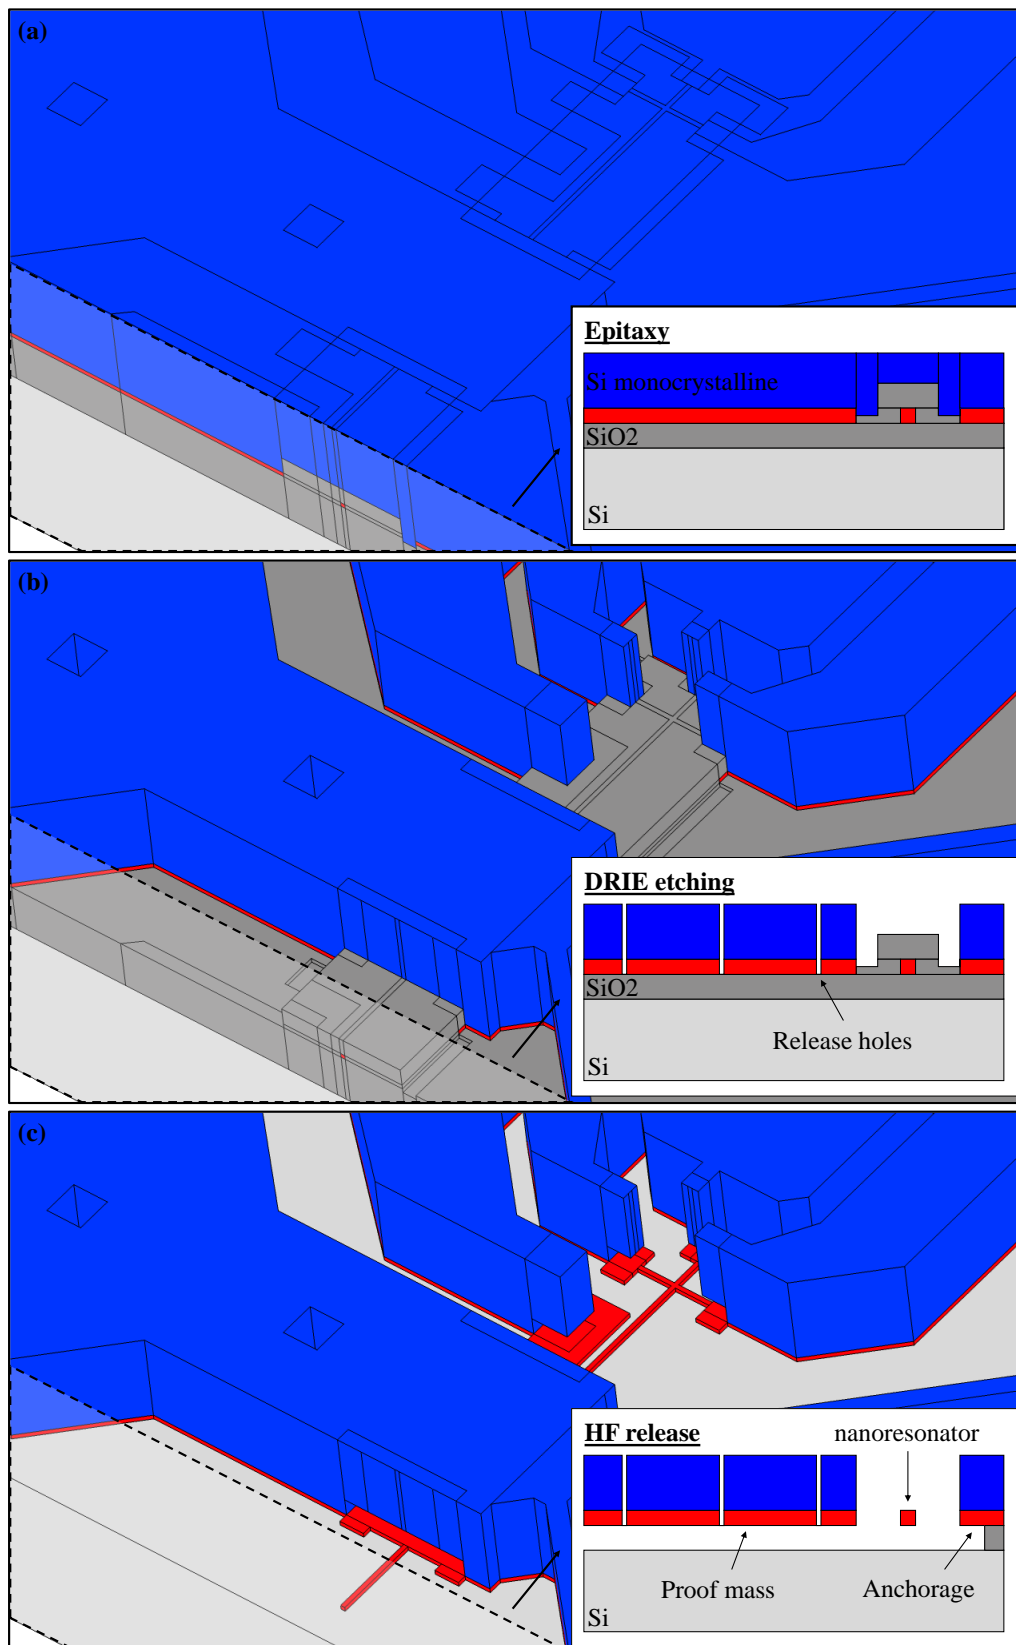 (a)
Epitaxy
Si monocrystalline
SiO2
Si
(b)
DRIE etching
SiO2
Release holes
Si
(c)
HF release
nanoresonator
Proof mass
Anchorage
Si